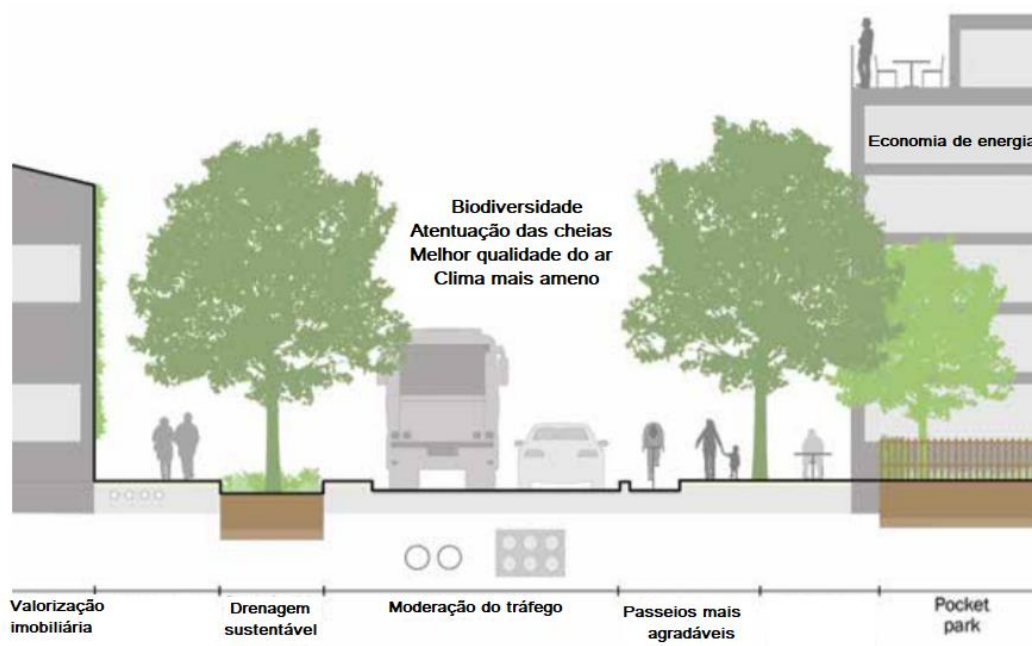 Economia de energia
Biodiversidade
Atentuação das cheias
Melhor qualidade do ar
Clima mais ameno
Valorização
imobiliária
Drenagem
sustentável
Moderação do tráfego
Passeios mais
agradáveis
Pocket
park